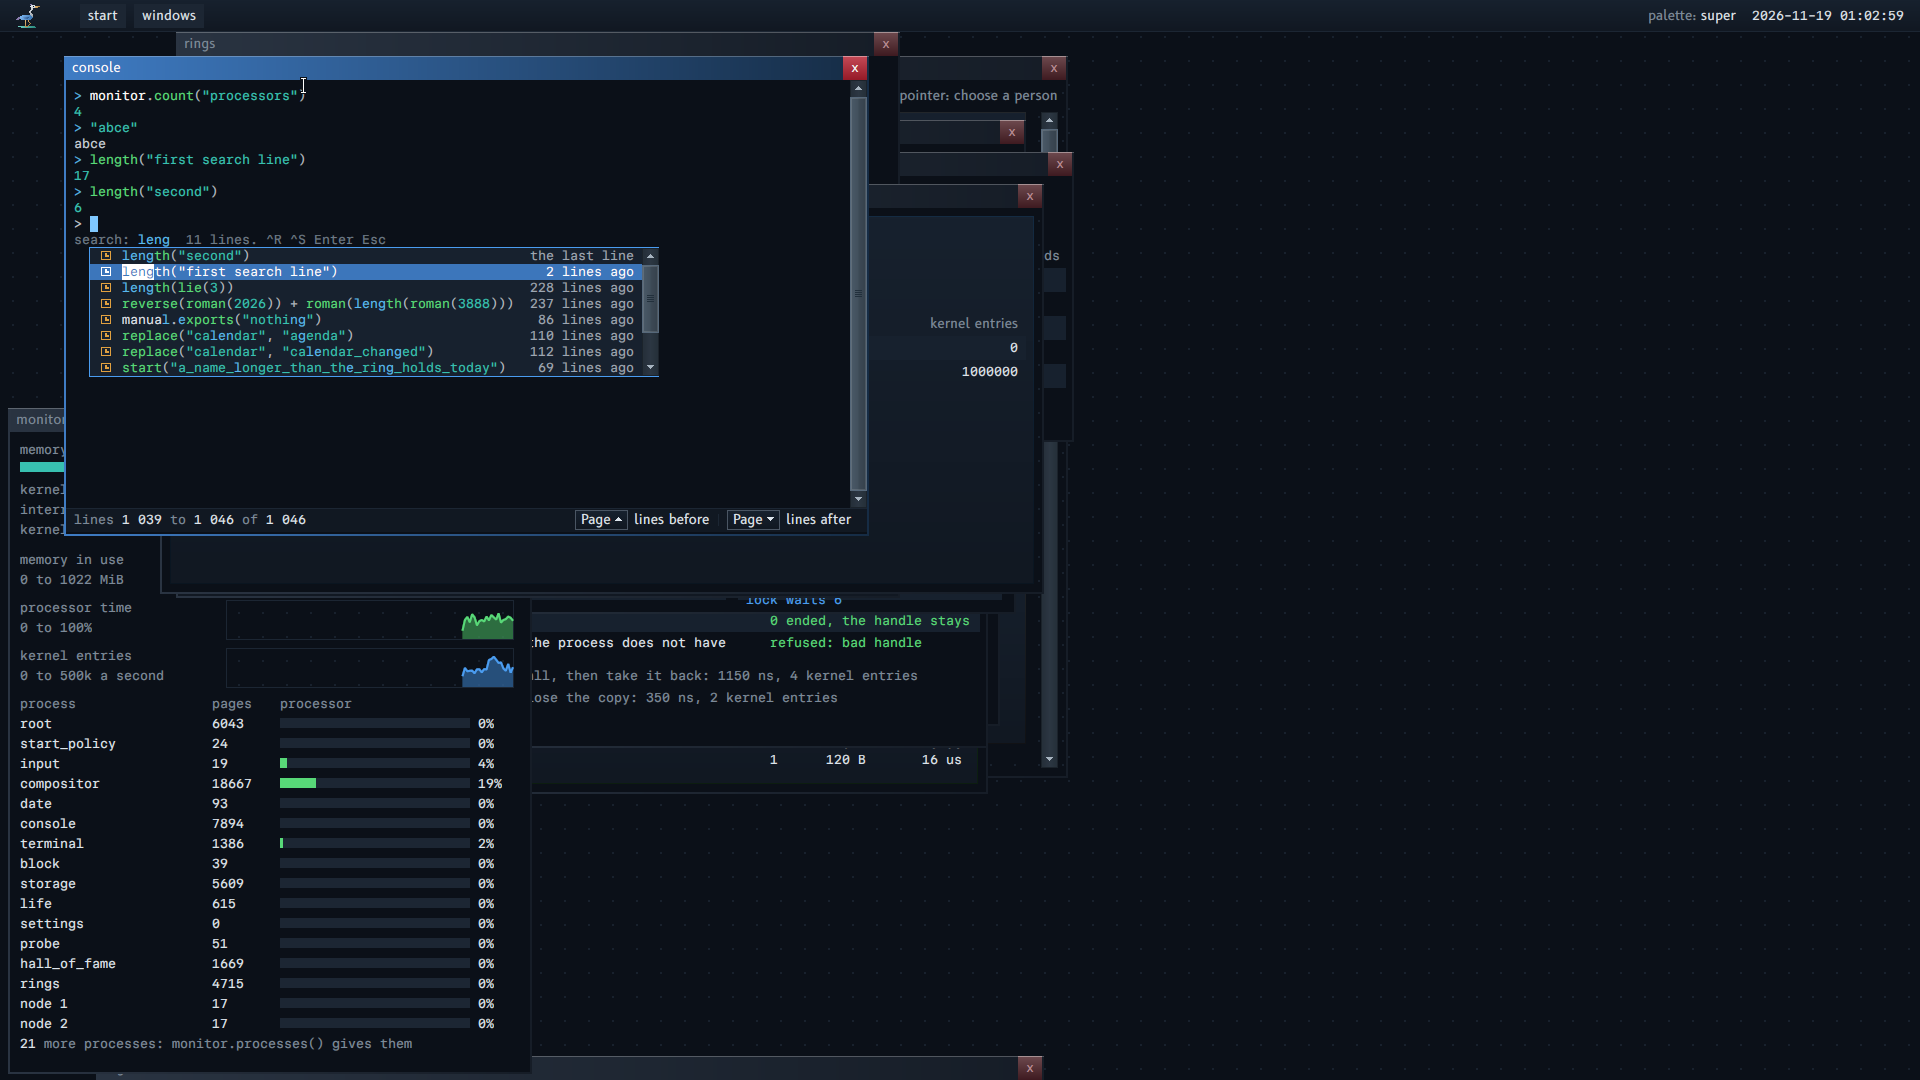 start windows palette: super 2026-11-19 01:02:59
rings x
console x
> monitor.count("processors")
4
> "abce"
abce
> length("first search line")
17
> length("second")
6
>
search: leng 11 lines. ^R ^S Enter Esc
length("second") the last line
length("first search line") 2 lines ago
length(lie(3)) 228 lines ago
reverse(roman(2026)) + roman(length(roman(3888))) 237 lines ago
manual.exports("nothing") 86 lines ago
replace("calendar", "agenda") 110 lines ago
replace("calendar", "calendar_changed") 112 lines ago
start("a_name_longer_than_the_ring_holds_today") 69 lines ago
lines 1 039 to 1 046 of 1 046 Page lines before Page lines after
x
pointer: choose a person
x
x
x
ds
kernel entries
0
1000000
monitor
memory
kernel
kernel
memory in use
0 to 1022 MiB
processor time
0 to 100%
kernel entries
0 to 500k a second
process pages processor
root 6043 0%
start_policy 24 0%
input 19 4%
compositor 18667 19%
date 93 0%
console 7894 0%
terminal 1386 2%
block 39 0%
storage 5609 0%
life 615 0%
settings 0 0%
probe 51 0%
hall_of_fame 1669 0%
rings 4715 0%
node 1 17 0%
node 2 17 0%
21 more processes: monitor.processes() gives them
lock waits 6
0 ended, the handle stays
the process does not have refused: bad handle
all, then take it back: 1150 ns, 4 kernel entries
lose the copy: 350 ns, 2 kernel entries
1 120 B 16 us
x